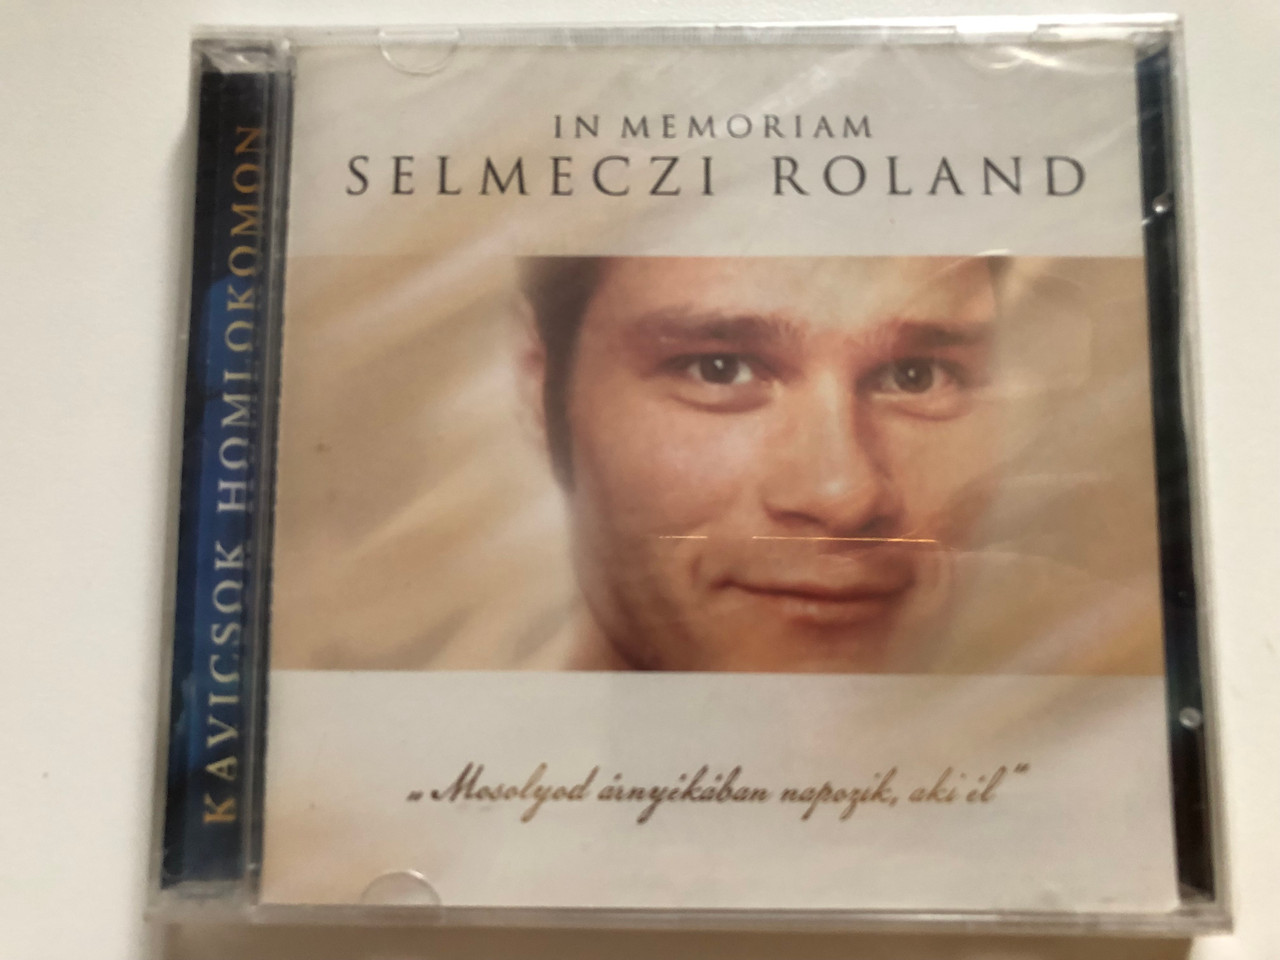 IN MEMORIAM
SELMECZI ROLAND
KAVICSOK HOMLOKOMON
„Mosolyod árnyékában napozik, aki él”